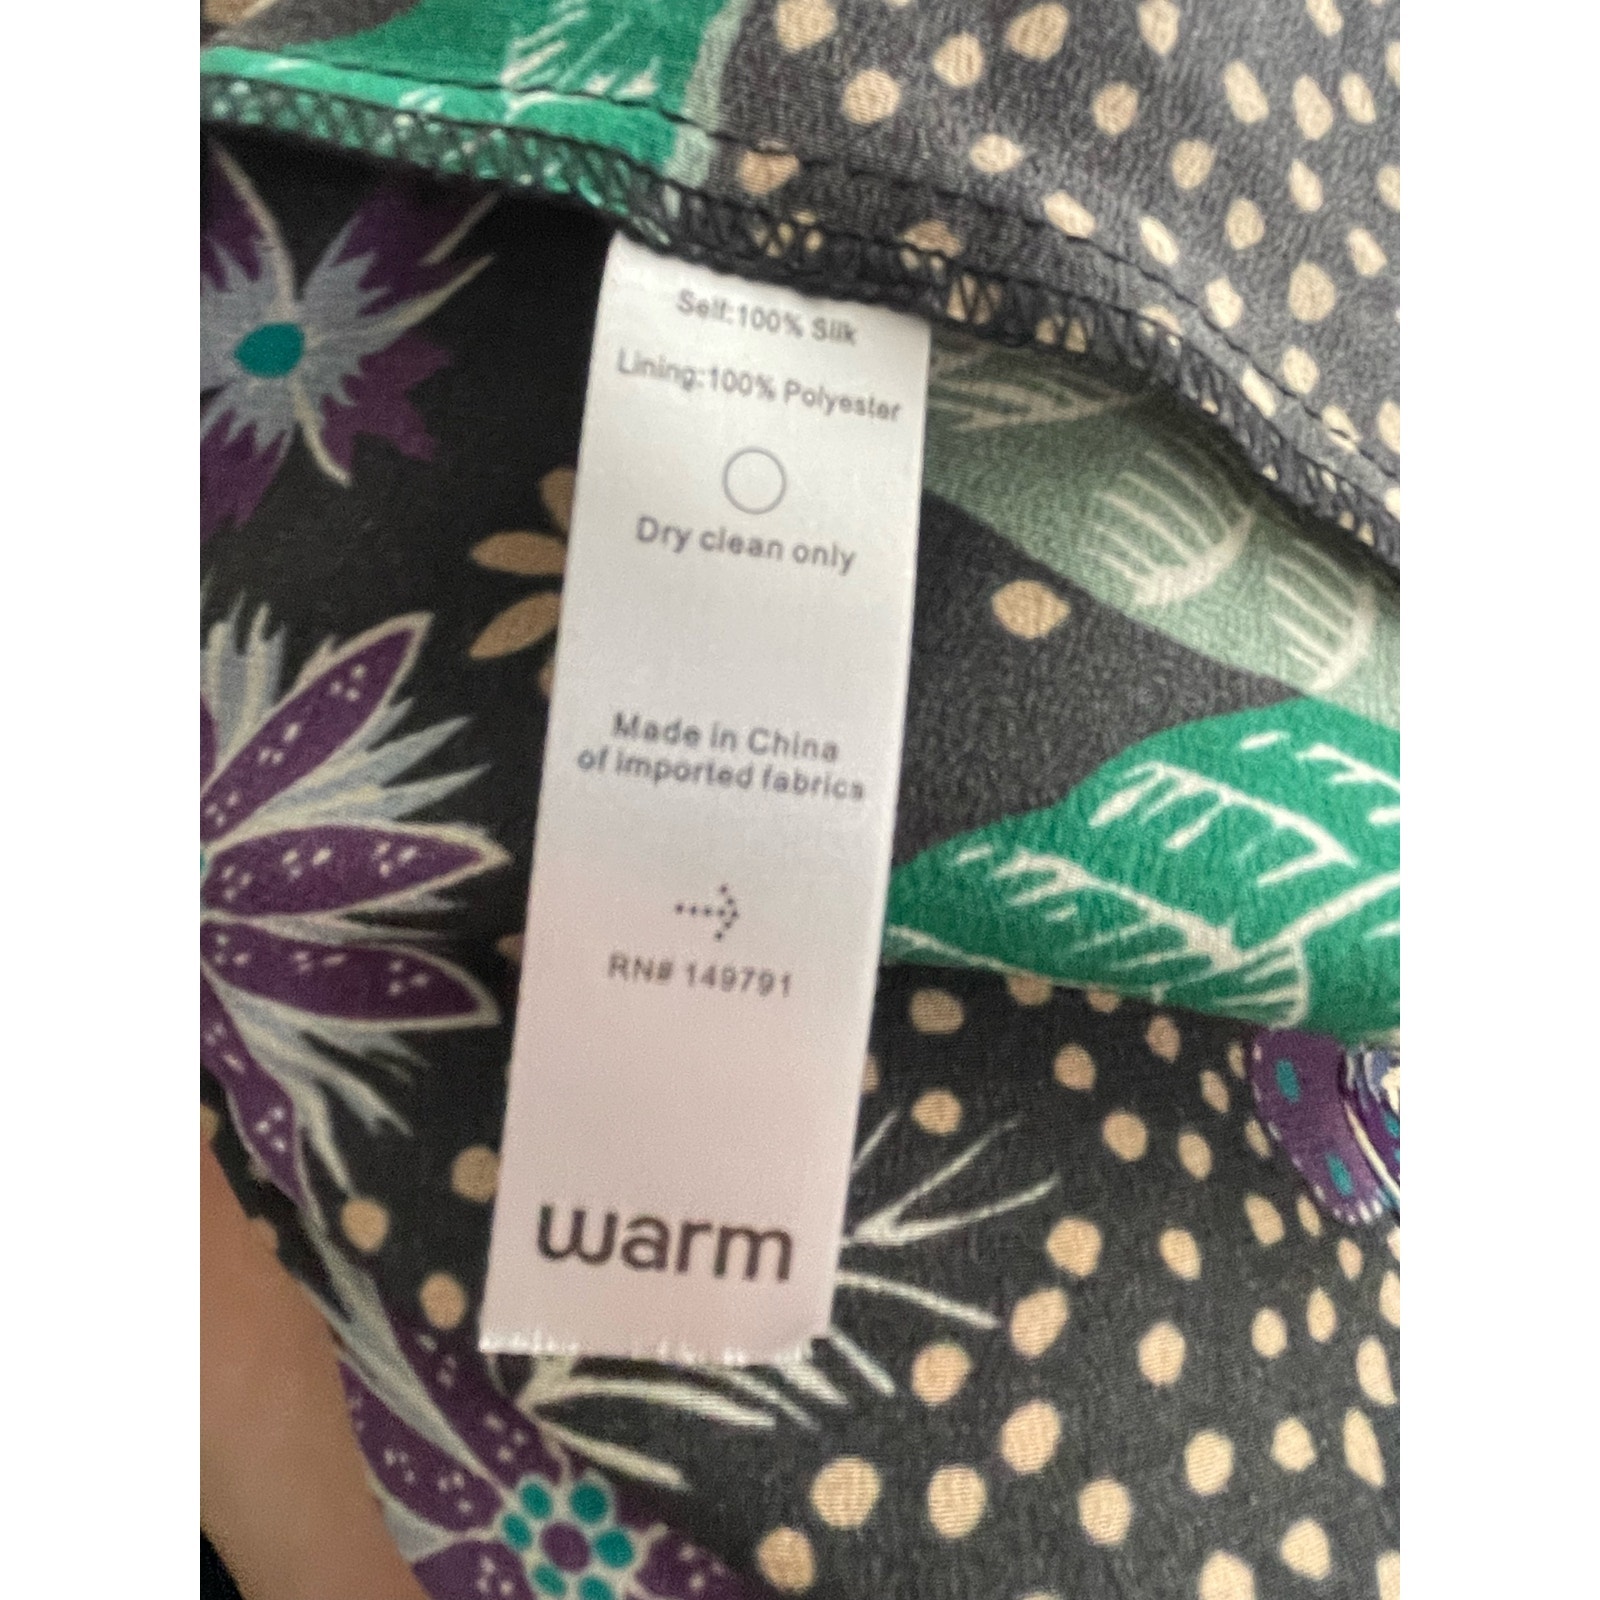 Self:100% Silk
Lining:100% Polyester
Dry clean only
Made in China
of imported fabrics
RN# 149791
warm